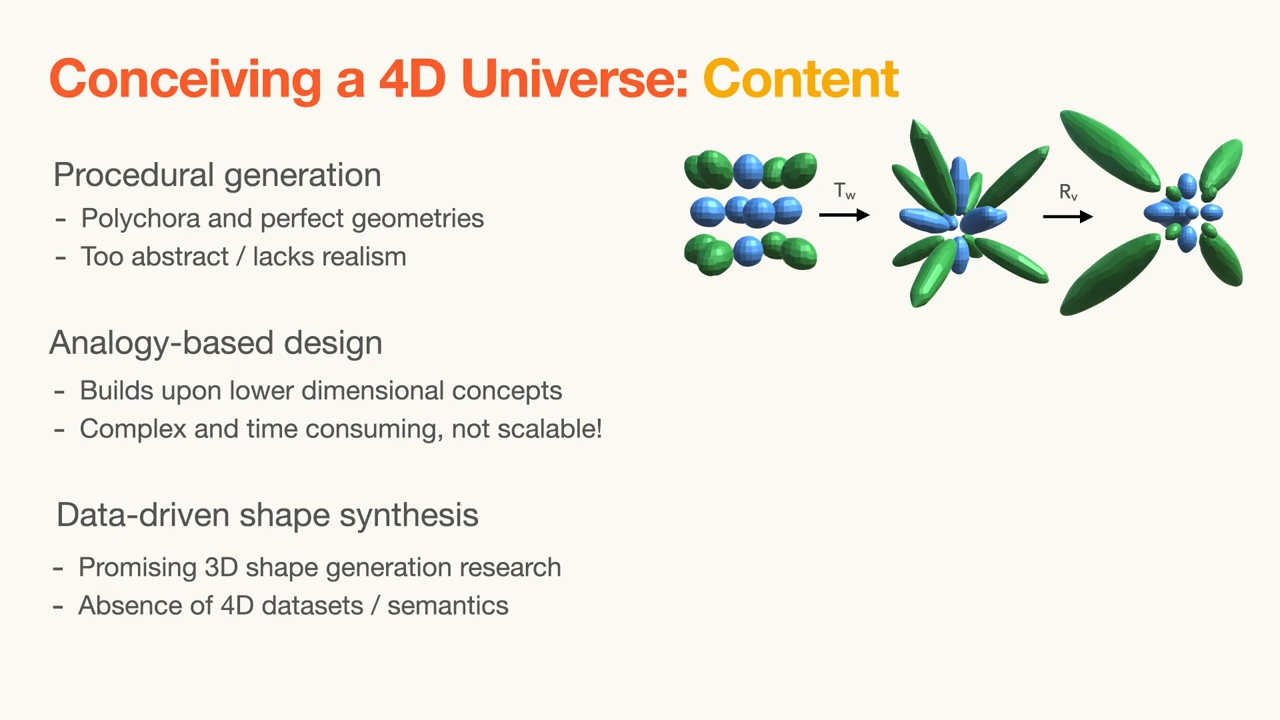 Conceiving a 4D Universe: Content
Procedural generation
- Polychora and perfect geometries
- Too abstract / lacks realism
Tw
Rv
Analogy-based design
- Builds upon lower dimensional concepts
- Complex and time consuming, not scalable!
Data-driven shape synthesis
- Promising 3D shape generation research
- Absence of 4D datasets / semantics